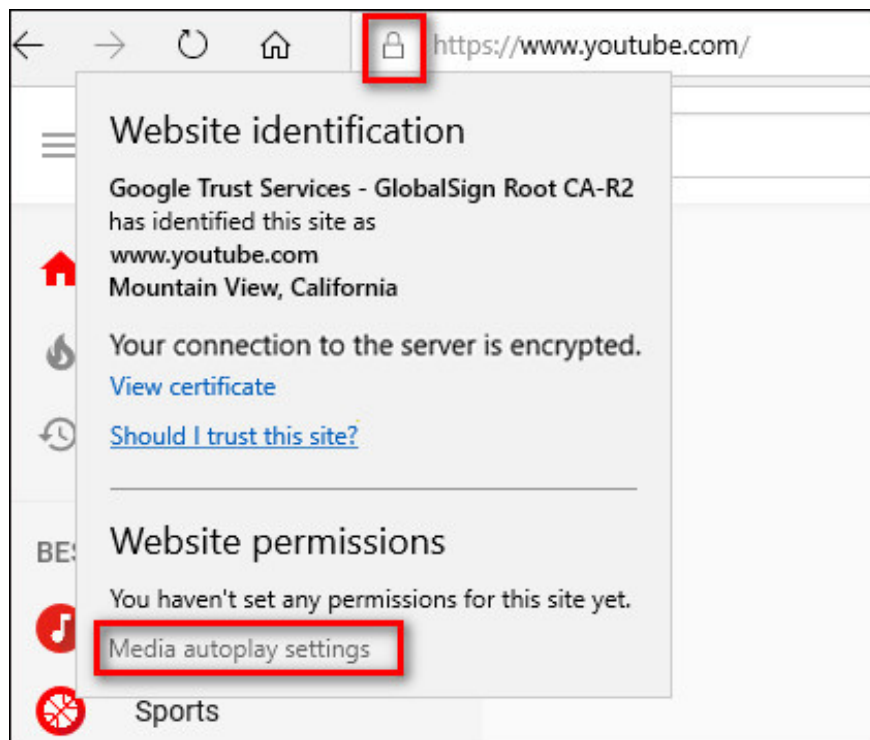 https://www.youtube.com/
Website identification
Google Trust Services - GlobalSign Root CA-R2
has identified this site as
www.youtube.com
Mountain View, California
Your connection to the server is encrypted.
View certificate
Should I trust this site?
Website permissions
BES
You haven't set any permissions for this site yet.
Media autoplay settings
Sports